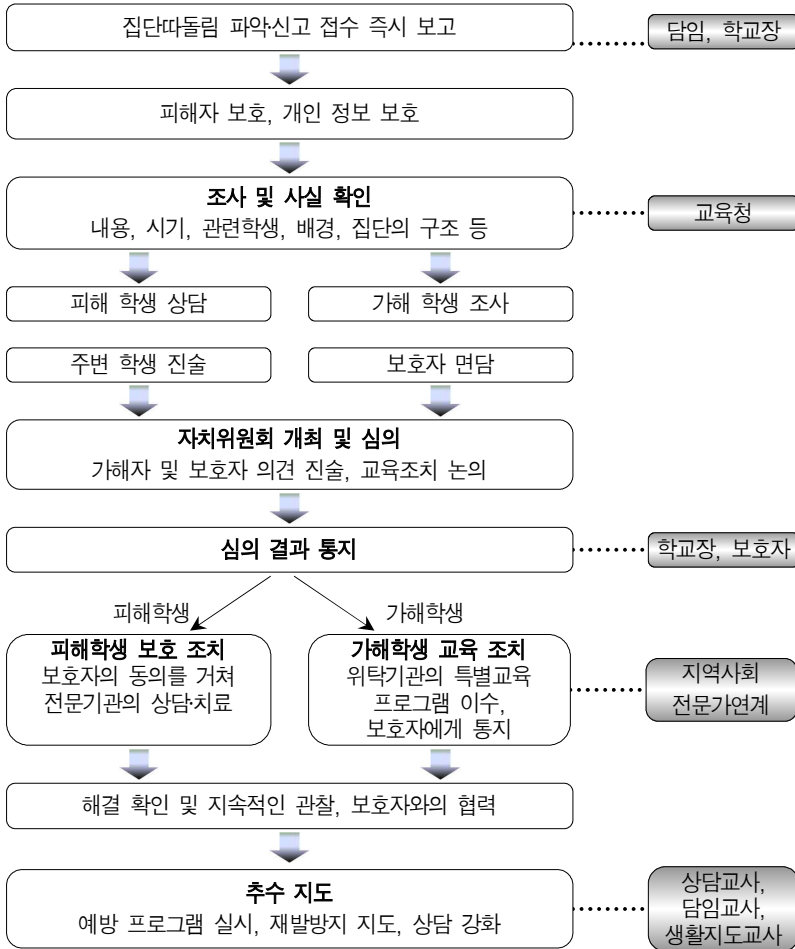 집단따돌림 파악·신고 접수 즉시 보고
담임, 학교장
피해자 보호, 개인 정보 보호
조사 및 사실 확인
내용, 시기, 관련학생, 배경, 집단의 구조 등
교육청
피해 학생 상담
가해 학생 조사
주변 학생 진술
보호자 면담
자치위원회 개최 및 심의
가해자 및 보호자 의견 진술, 교육조치 논의
심의 결과 통지
학교장, 보호자
피해학생
가해학생
피해학생 보호 조치
보호자의 동의를 거쳐
전문기관의 상담·치료
가해학생 교육 조치
위탁기관의 특별교육
프로그램 이수,
보호자에게 통지
지역사회
전문가연계
해결 확인 및 지속적인 관찰, 보호자와의 협력
추수 지도
예방 프로그램 실시, 재발방지 지도, 상담 강화
상담교사,
담임교사,
생활지도교사